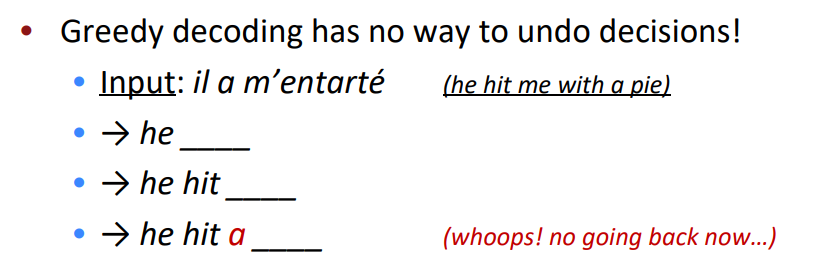 • Greedy decoding has no way to undo decisions!
• Input: il a m'entarté (he hit me with a pie)
• → he ____
• → he hit ____
• → he hit a ____ (whoops! no going back now...)